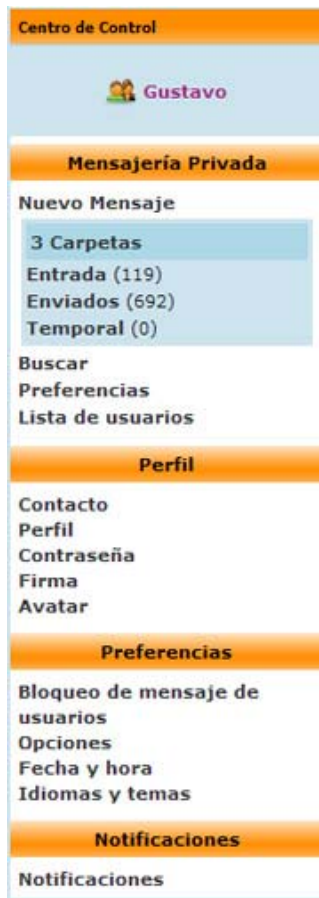 Centro de Control
Gustavo
Mensajería Privada
Nuevo Mensaje
3 Carpetas
Entrada (119)
Enviados (692)
Temporal (0)
Buscar
Preferencias
Lista de usuarios
Perfil
Contacto
Perfil
Contraseña
Firma
Avatar
Preferencias
Bloqueo de mensaje de
usuarios
Opciones
Fecha y hora
Idiomas y temas
Notificaciones
Notificaciones